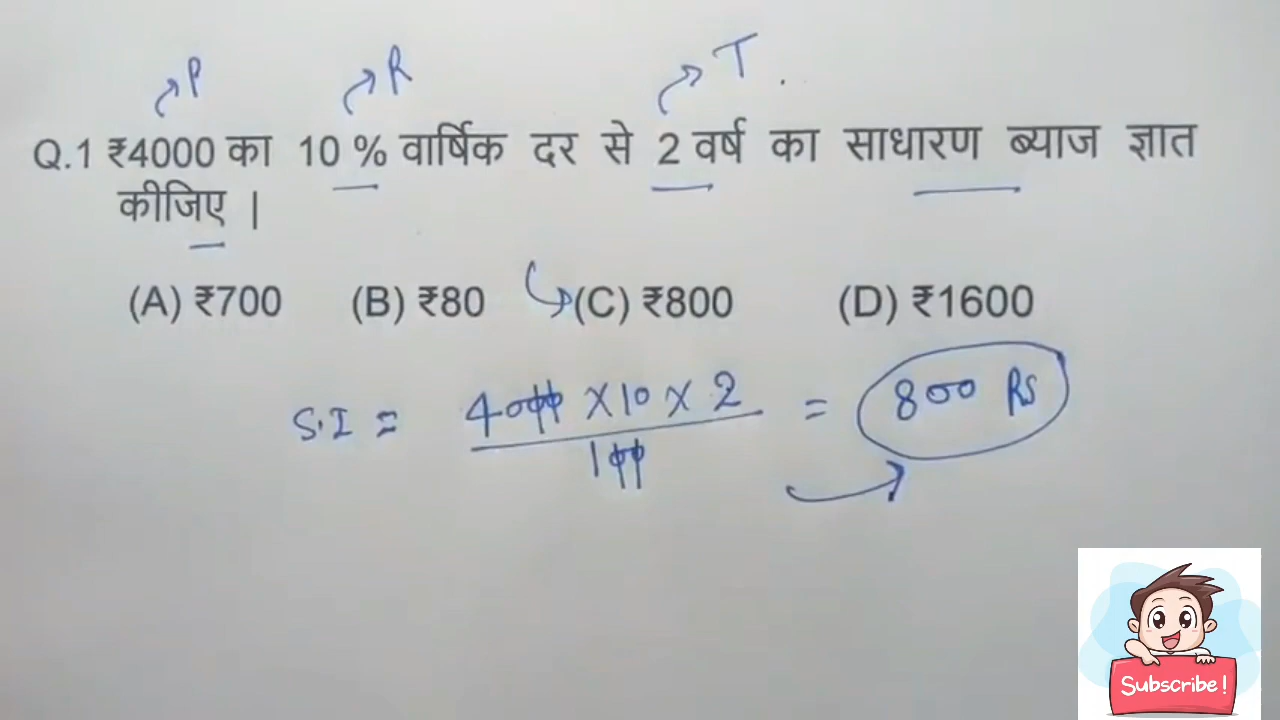 P R T .
Q.1 ₹4000 का 10 % वार्षिक दर से 2 वर्ष का साधारण ब्याज ज्ञात
कीजिए |
(A) ₹700 (B) ₹80 (C) ₹800 (D) ₹1600
S.I = 4000 x 10 x 2 = 800 Rs
100
Subscribe!